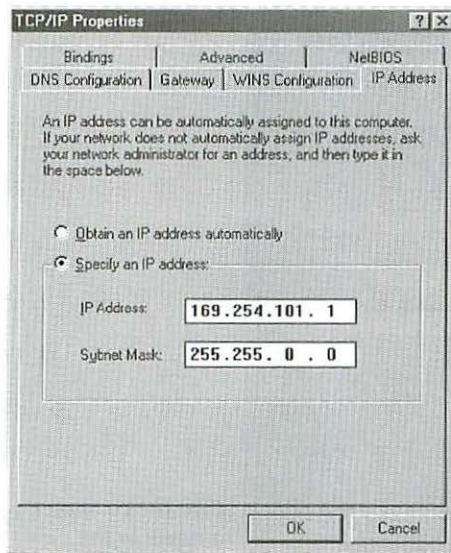 TCP/IP Properties
? X
Bindings Advanced NetBIOS
DNS Configuration Gateway WINS Configuration IP Address
An IP address can be automatically assigned to this computer.
If your network does not automatically assign IP addresses, ask
your network administrator for an address, and then type it in
the space below.
Obtain an IP address automatically
Specify an IP address:
IP Address: 169.254.101. 1
Subnet Mask: 255.255. 0 . 0
OK Cancel